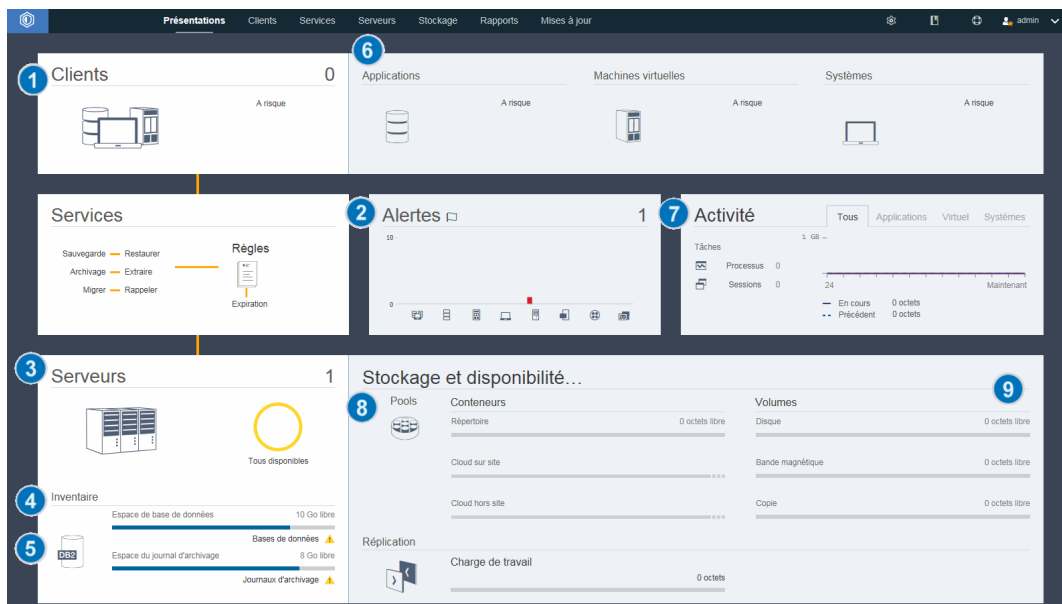 Présentations Clients Services Serveurs Stockage Rapports Mises à jour admin
1 Clients 0
A risque
6
Applications Machines virtuelles Systèmes
A risque A risque A risque
Services
Sauvegarde Restaurer
Archivage Extraire
Migrer Rappeler
Règles
Expiration
2 Alertes 1
10
0
7 Activité Tous Applications Virtuel Systèmes
Tâches
Processus 0
Sessions 0
1 GB
24 Maintenant
En cours 0 octets
Précédent 0 octets
3 Serveurs 1
Tous disponibles
4 Inventaire
Espace de base de données 10 Go libre
Bases de données
5 DB2
Espace du journal d'archivage 8 Go libre
Journaux d'archivage
Stockage et disponibilité…
8 Pools
9
Conteneurs Volumes
Répertoire 0 octets libre Disque 0 octets libre
Cloud sur site Bande magnétique 0 octets libre
Cloud hors site Copie 0 octets libre
Réplication
Charge de travail
0 octets